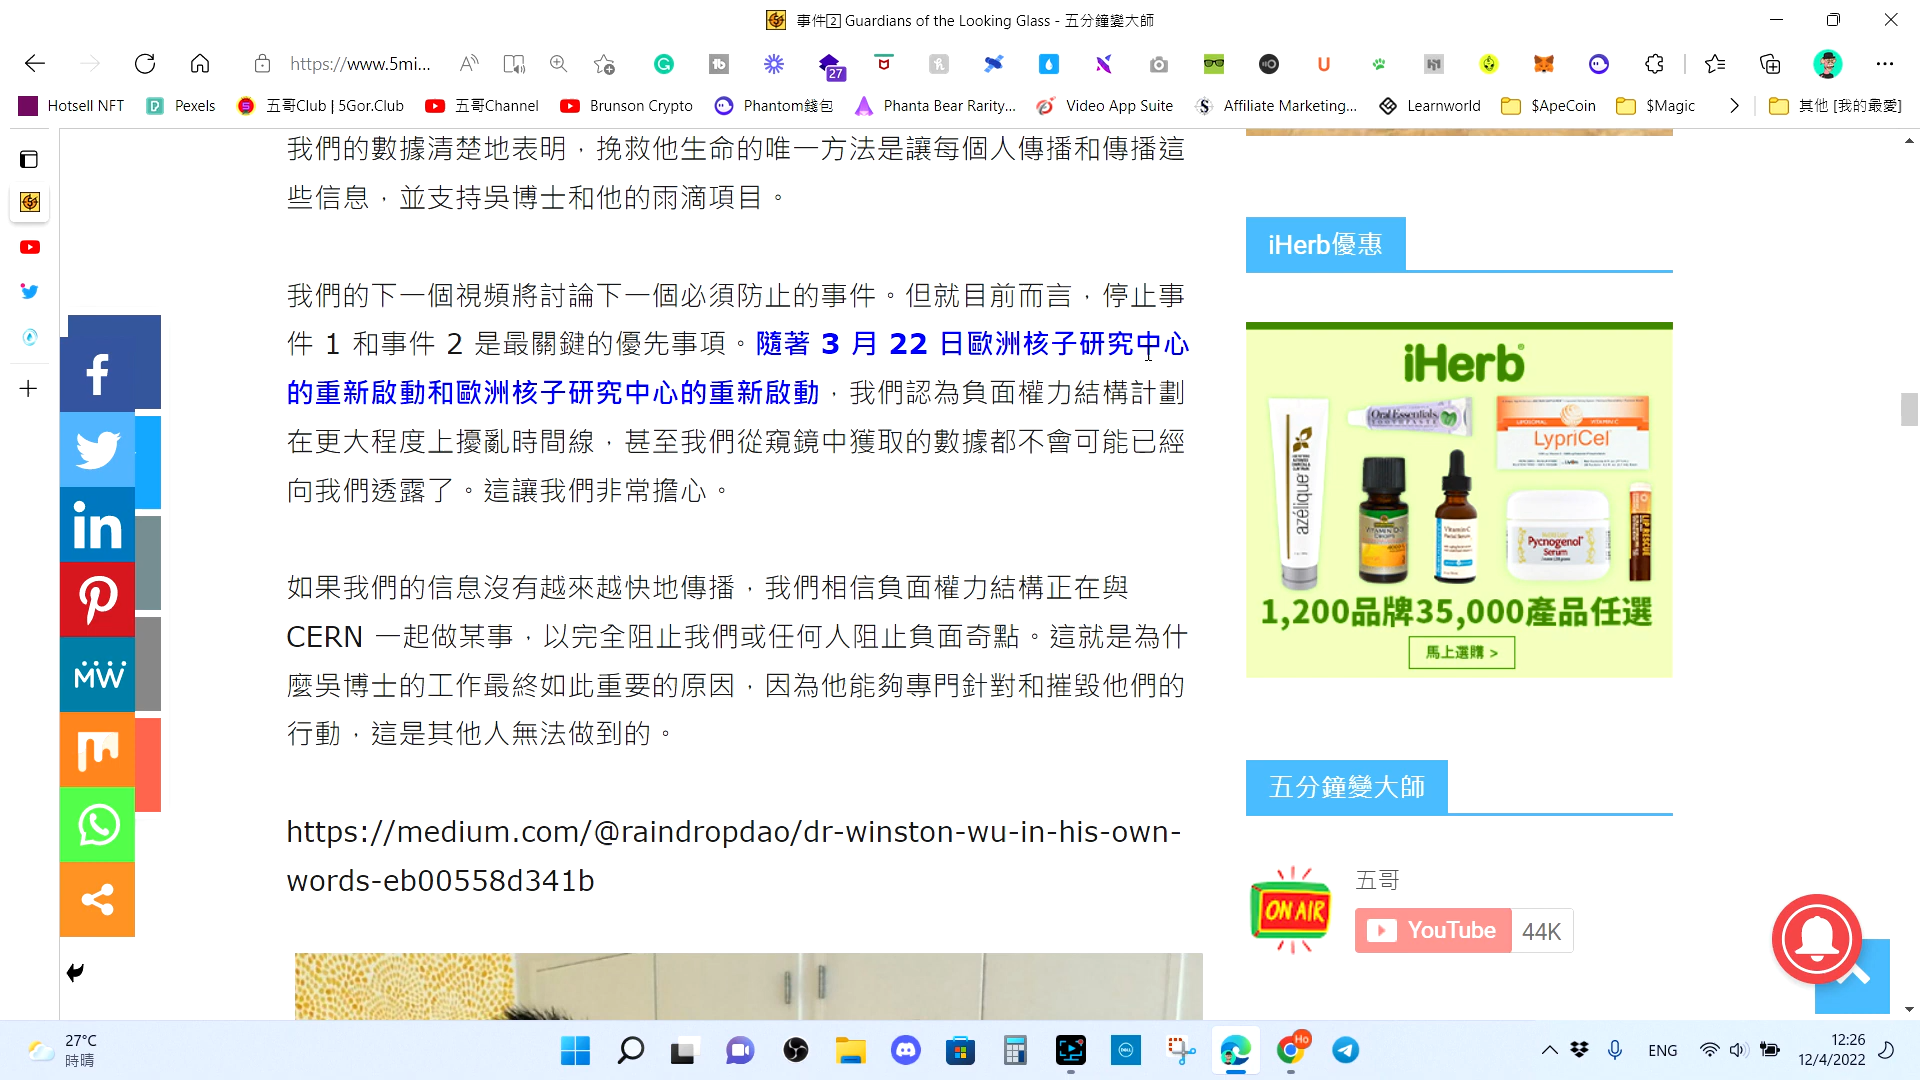 事件2 Guardians of the Looking Glass - 五分鐘變大師
https://www.5mi...
27
Hotsell NFT
Pexels
五哥Club | 5Gor.Club
五哥Channel
Brunson Crypto
Phantom錢包
Phanta Bear Rarity...
Video App Suite
Affiliate Marketing...
Learnworld
$ApeCoin
$Magic
其他 [我的最愛]
我們的數據清楚地表明，挽救他生命的唯一方法是讓每個人傳播和傳播這
些信息，並支持吳博士和他的雨滴項目。
我們的下一個視頻將討論下一個必須防止的事件。但就目前而言，停止事
件 1 和事件 2 是最關鍵的優先事項。隨著 3 月 22 日歐洲核子研究中心
的重新啟動和歐洲核子研究中心的重新啟動，我們認為負面權力結構計劃
在更大程度上擾亂時間線，甚至我們從窺鏡中獲取的數據都不會可能已經
向我們透露了。這讓我們非常擔心。
如果我們的信息沒有越來越快地傳播，我們相信負面權力結構正在與
CERN 一起做某事，以完全阻止我們或任何人阻止負面奇點。這就是為什
麼吳博士的工作最終如此重要的原因，因為他能夠專門針對和摧毀他們的
行動，這是其他人無法做到的。
https://medium.com/@raindropdao/dr-winston-wu-in-his-own-
words-eb00558d341b
iHerb優惠
iHerb
Oral Essentials
LypriCel
azélique
Vitamin C
Pycnogenol
Serum
LIP RESCUE
1,200品牌35,000產品任選
馬上選購 >
五分鐘變大師
ON AIR
五哥
YouTube 44K
27°C
時晴
ENG
12:26
12/4/2022